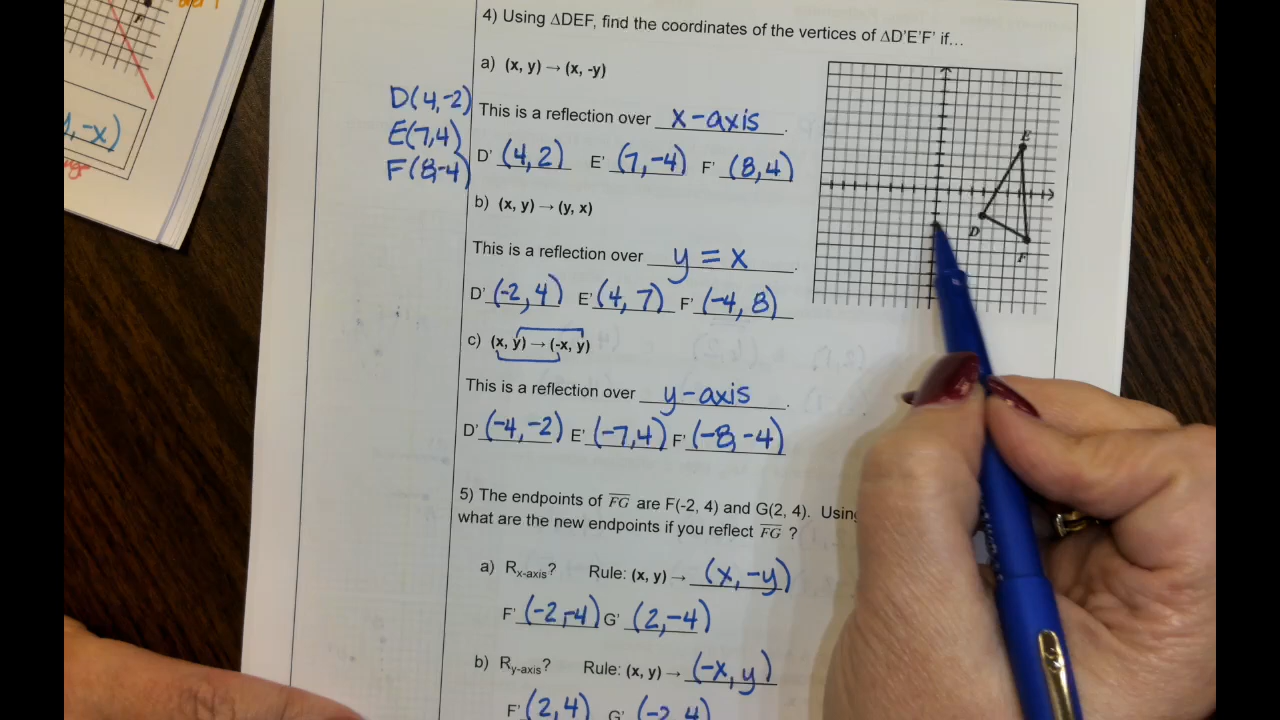 4) Using ΔDEF, find the coordinates of the vertices of ΔD'E'F' if…
a) (x, y) → (x, -y)
D(4,-2)
E(7,4)
F(8,-4)
This is a reflection over x-axis.
D' (4,2) E' (7,-4) F' (8,4)
b) (x, y) → (y, x)
This is a reflection over y = x.
D' (-2,4) E' (4,7) F' (-4,8)
c) (x, y) → (-x, y)
This is a reflection over y-axis.
D' (-4,-2) E' (-7,4) F' (-8,-4)
E
D
F
5) The endpoints of FG are F(-2, 4) and G(2, 4). Using
what are the new endpoints if you reflect FG ?
a) Rx-axis? Rule: (x, y) → (x,-y)
F' (-2,-4) G' (2,-4)
b) Ry-axis? Rule: (x, y) → (-x, y)
F' (2,4) G' (-2,4)
,-x)